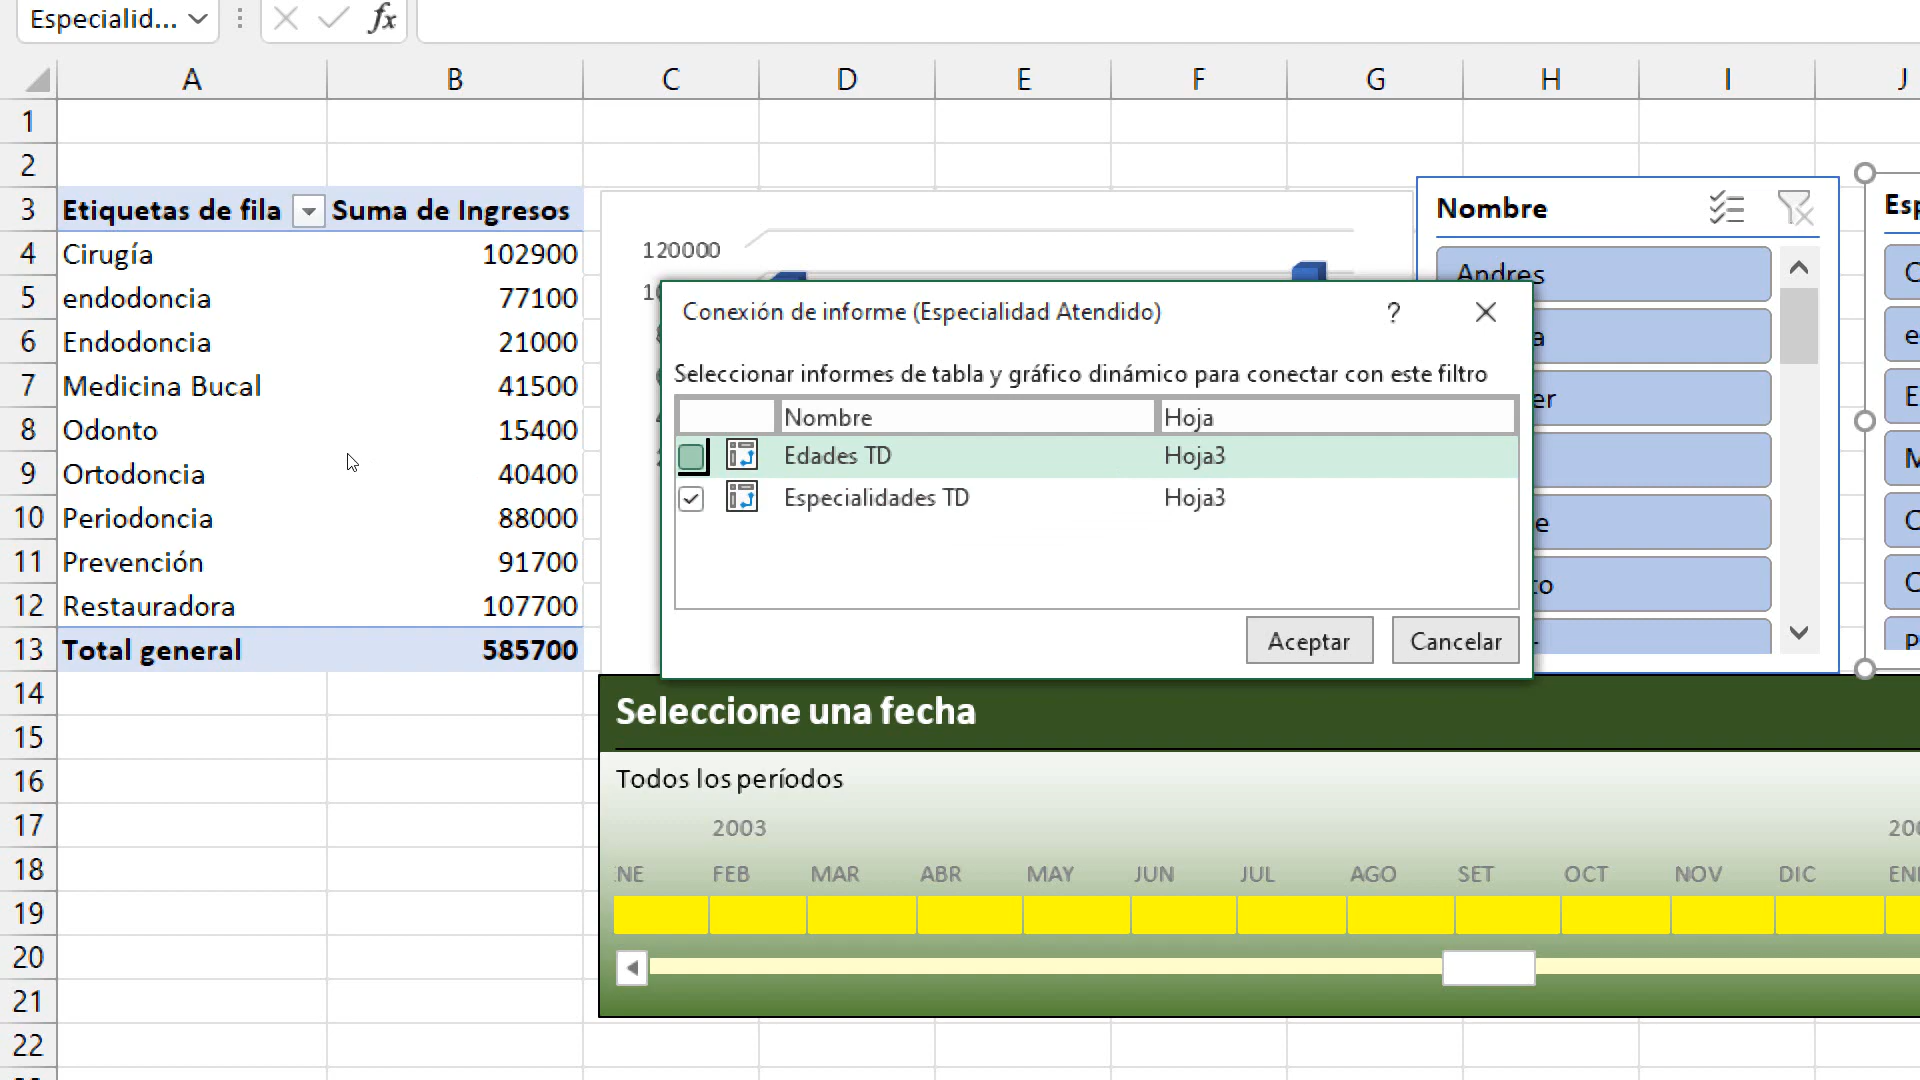 Especialid...
fx
A B C D E F G H I J
1
2
3 Etiquetas de fila Suma de Ingresos
4 Cirugía 102900
5 endodoncia 77100
6 Endodoncia 21000
7 Medicina Bucal 41500
8 Odonto 15400
9 Ortodoncia 40400
10 Periodoncia 88000
11 Prevención 91700
12 Restauradora 107700
13 Total general 585700
14
15
16
17
18
19
20
21
22
120000
Nombre
Andres
Conexión de informe (Especialidad Atendido)
?
Seleccionar informes de tabla y gráfico dinámico para conectar con este filtro
Nombre Hoja
Edades TD Hoja3
Especialidades TD Hoja3
Aceptar Cancelar
Seleccione una fecha
Todos los períodos
2003
FEB MAR ABR MAY JUN JUL AGO SET OCT NOV DIC